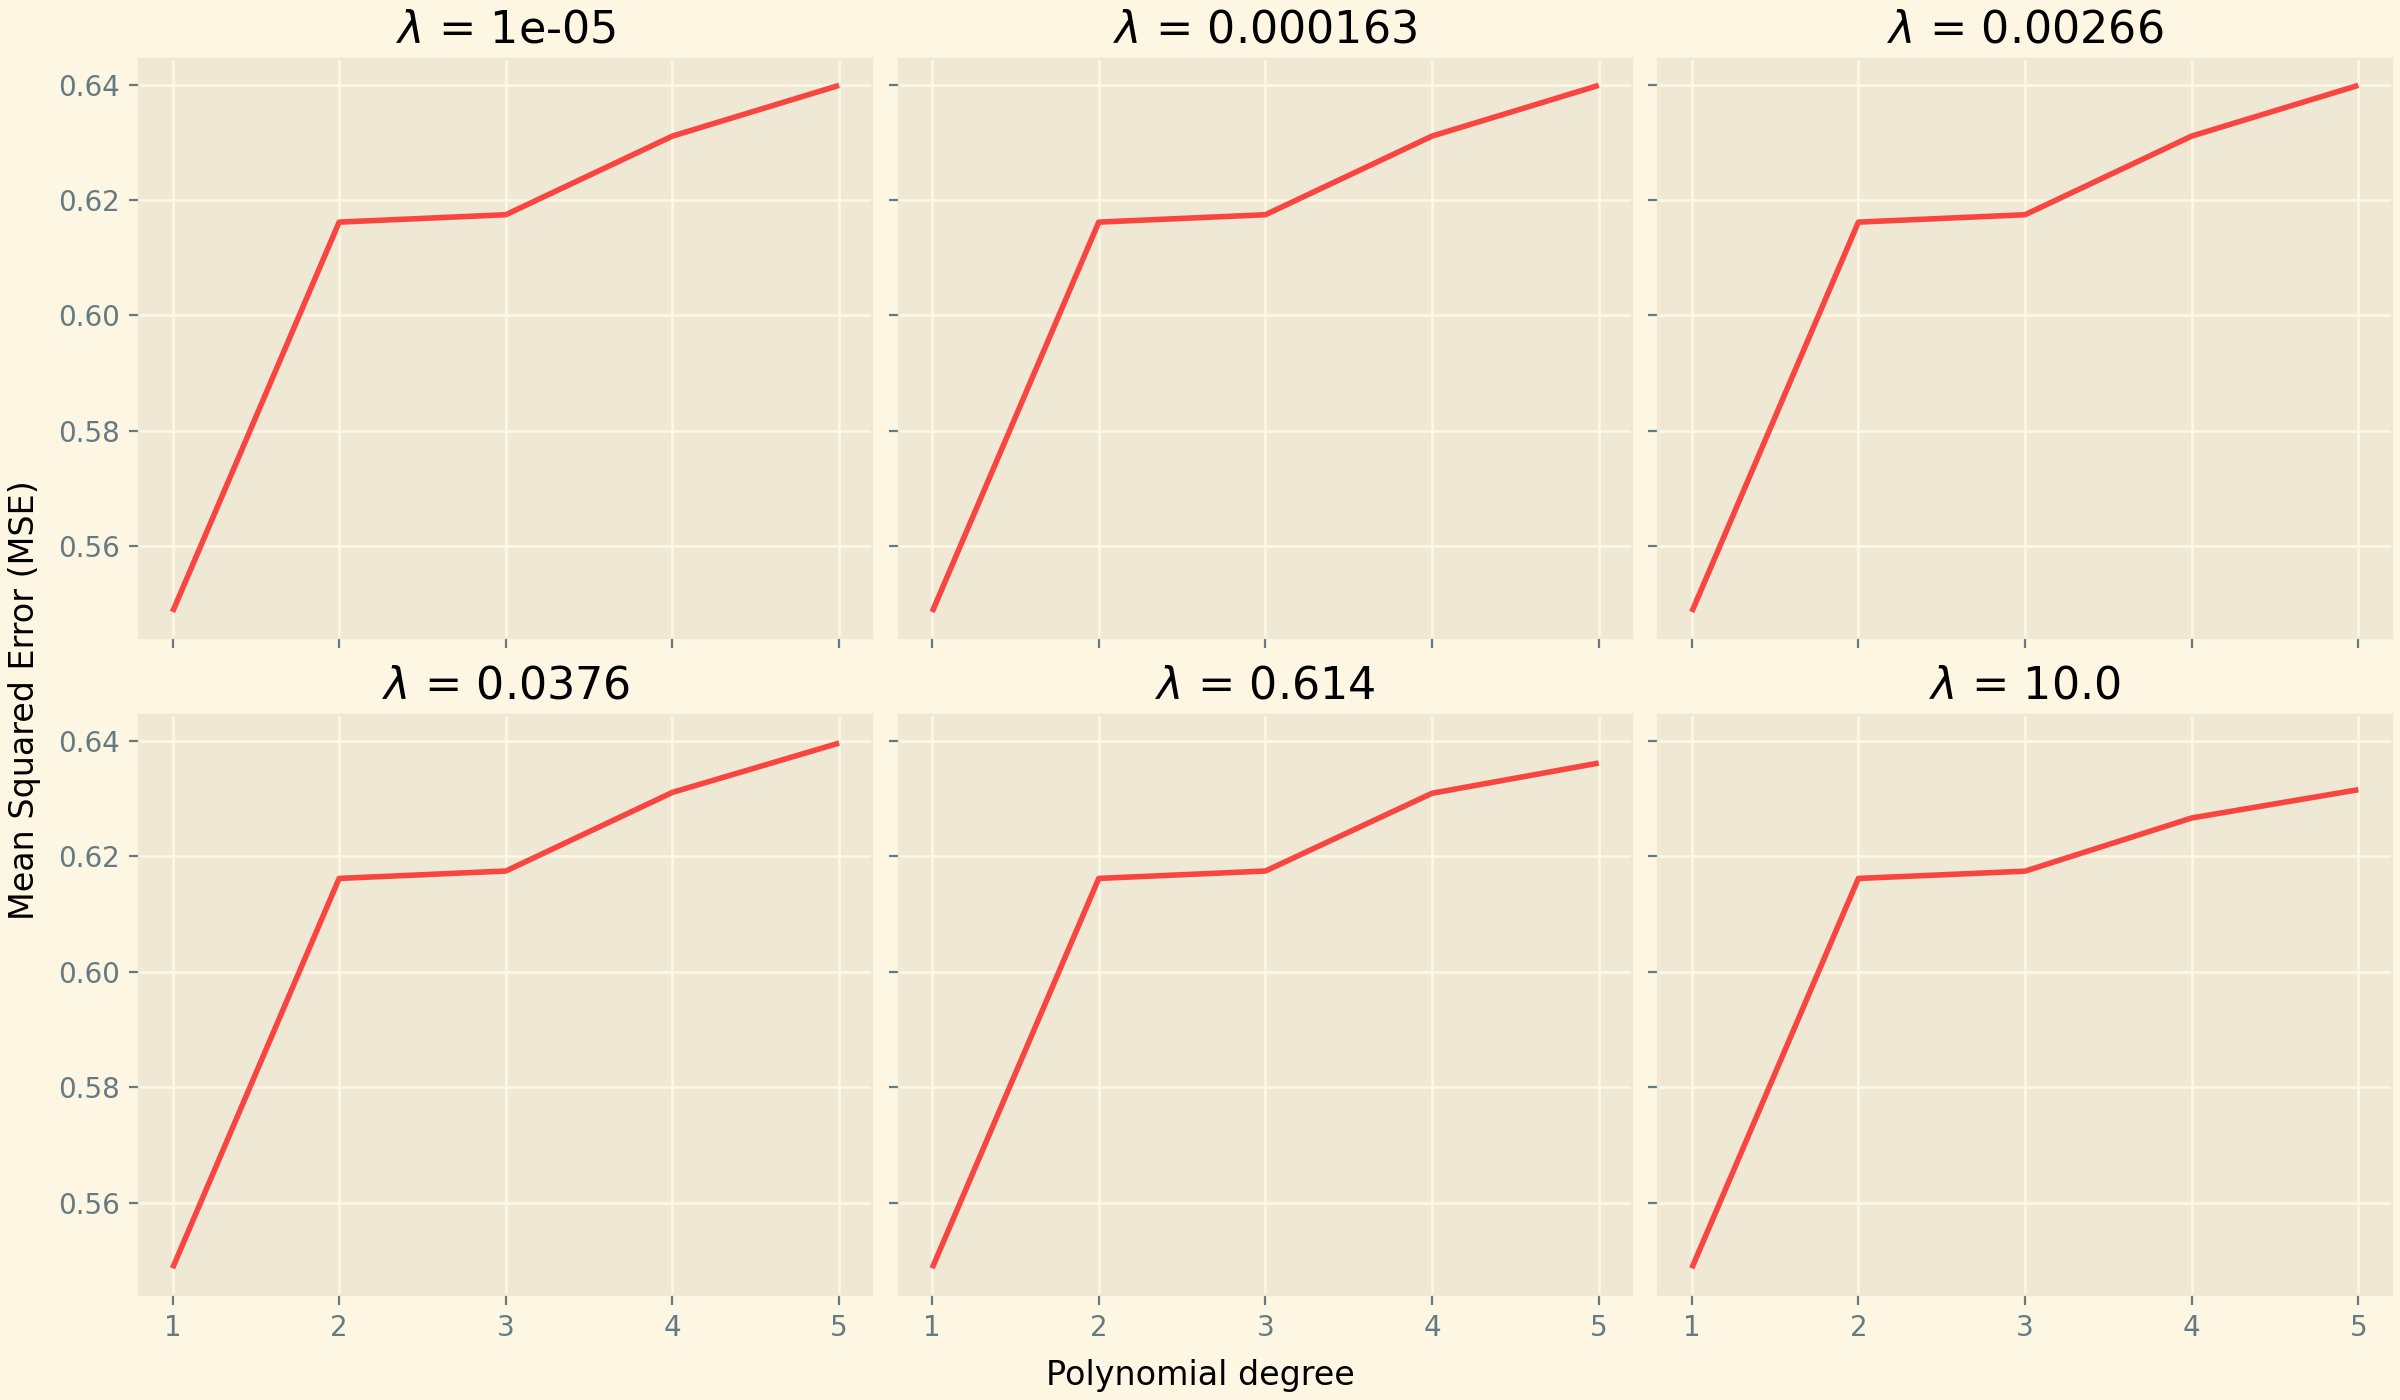 λ = 1e-05
λ = 0.000163
λ = 0.00266
0.64
0.62
0.60
0.58
0.56
Mean Squared Error (MSE)
λ = 0.0376
λ = 0.614
λ = 10.0
0.64
0.62
0.60
0.58
0.56
1 2 3 4 5
1 2 3 4 5
1 2 3 4 5
Polynomial degree